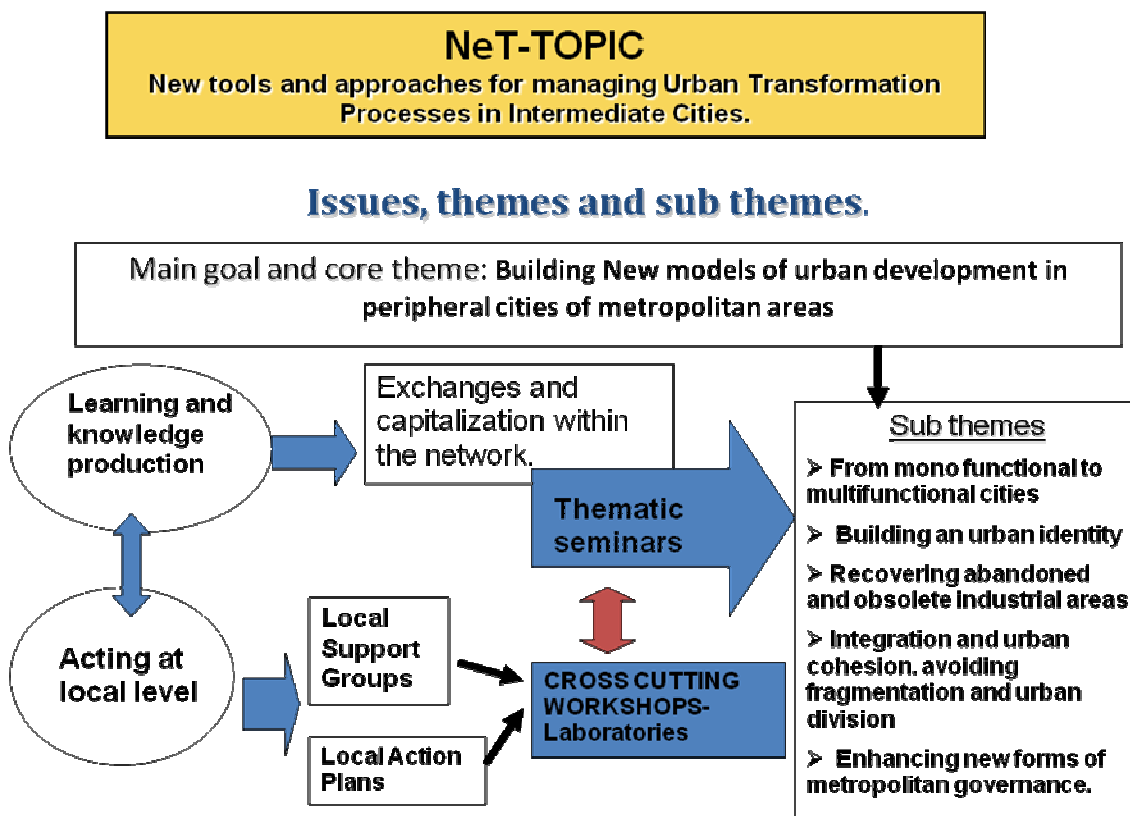 NeT-TOPIC
New tools and approaches for managing Urban Transformation
Processes in Intermediate Cities.
Issues, themes and sub themes.
Main goal and core theme: Building New models of urban development in
peripheral cities of metropolitan areas
Learning and
knowledge
production
Exchanges and
capitalization within
the network.
Thematic
seminars
Sub themes
➢ From mono functional to
multifunctional cities
➢ Building an urban identity
➢ Recovering abandoned
and obsolete industrial areas
➢ Integration and urban
cohesion. avoiding
fragmentation and urban
division
➢ Enhancing new forms of
metropolitan governance.
Acting at
local level
Local
Support
Groups
Local Action
Plans
CROSS CUTTING
WORKSHOPS-
Laboratories